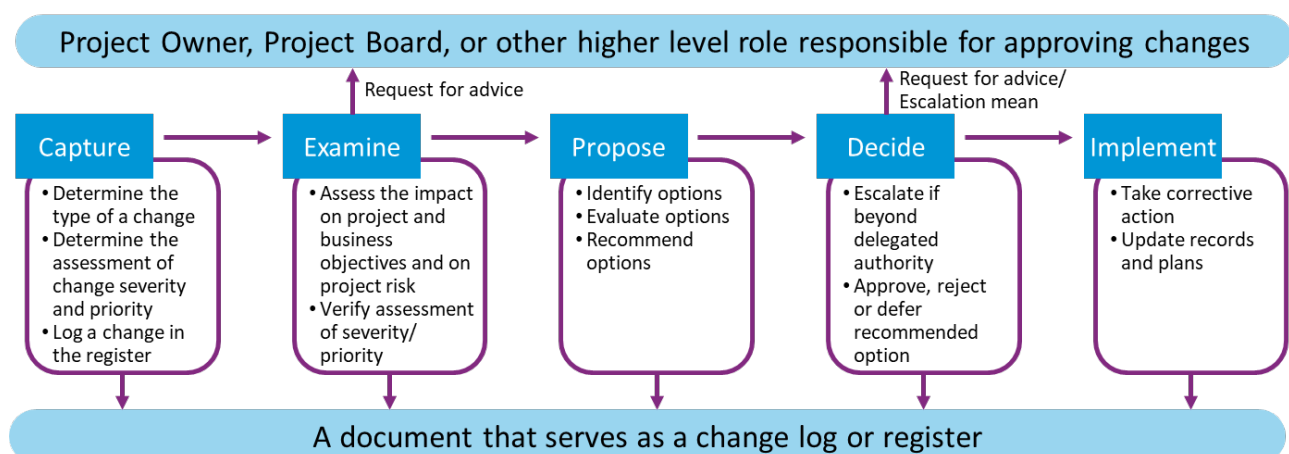 Project Owner, Project Board, or other higher level role responsible for approving changes
Request for advice
Request for advice/
Escalation mean
Capture
Examine
Propose
Decide
Implement
• Determine the
type of a change
• Determine the
assessment of
change severity
and priority
• Log a change in
the register
• Assess the impact
on project and
business
objectives and on
project risk
• Verify assessment
of severity/
priority
• Identify options
• Evaluate options
• Recommend
options
• Escalate if
beyond
delegated
authority
• Approve, reject
or defer
recommended
option
• Take corrective
action
• Update records
and plans
A document that serves as a change log or register